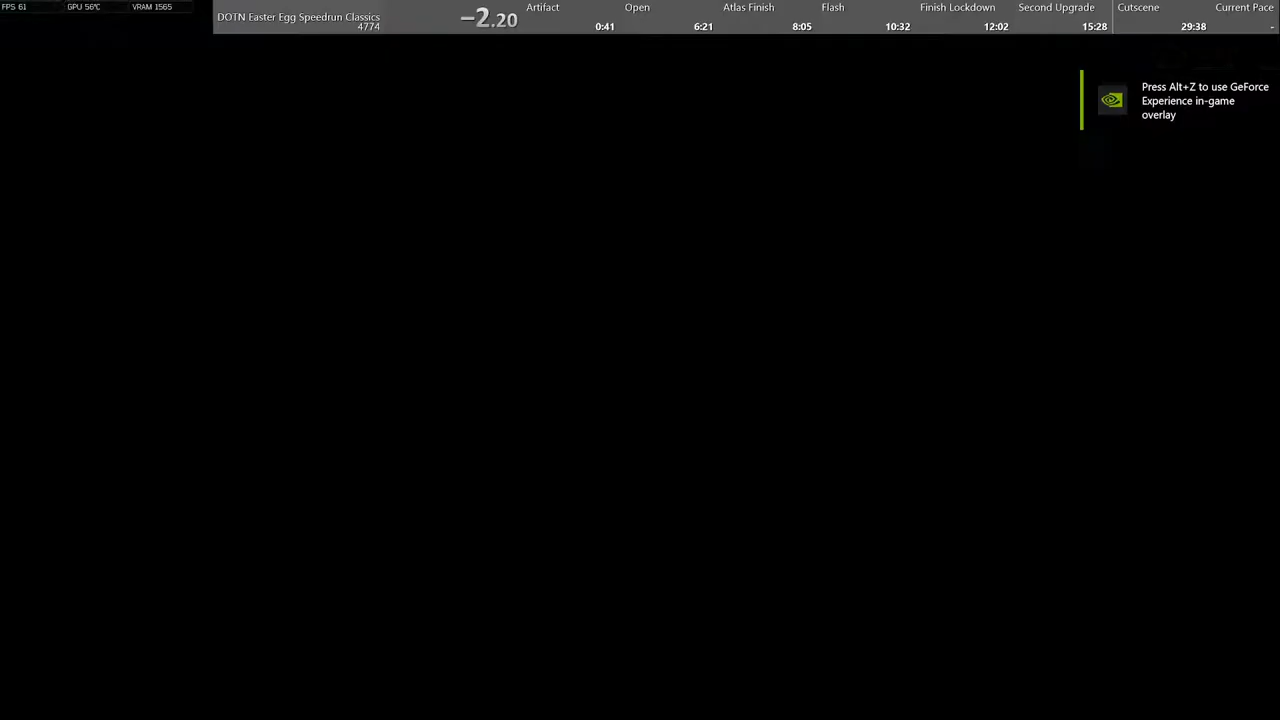 FPS 61 GPU 56°C VRAM 1565
DOTN Easter Egg Speedrun Classics
4774
−2.20
Artifact Open Atlas Finish Flash Finish Lockdown Second Upgrade Cutscene Current Pace
0:41 6:21 8:05 10:32 12:02 15:28 29:38 -
Press Alt+Z to use GeForce
Experience in-game
overlay